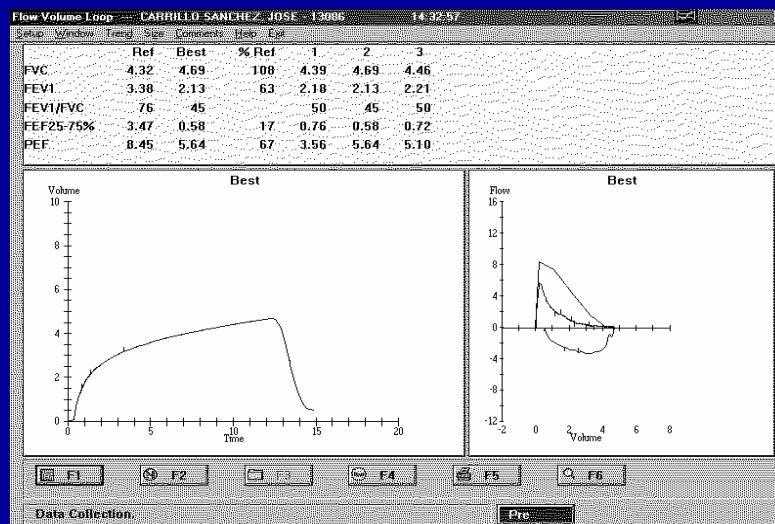 Flow Volume Loop --- CARRILLO SANCHEZ, JOSE - 13086 14:32:57
Setup Window Trend Size Comments Help Exit
Ref Best % Ref 1 2 3
FVC 4.32 4.69 108 4.39 4.69 4.46
FEV1 3.38 2.13 63 2.18 2.13 2.21
FEV1/FVC 76 45 50 45 50
FEF25-75% 3.47 0.58 17 0.76 0.58 0.72
PEF 8.45 5.64 67 3.56 5.64 5.10
Best
Volume
10
8
6
4
2
0
0 5 10 15 20
Time
Best
Flow
16
12
8
4
0
-4
-8
-12
-2 0 2 4 6 8
Volume
F1 F2 F3 F4 F5 F6
Data Collection. Pre